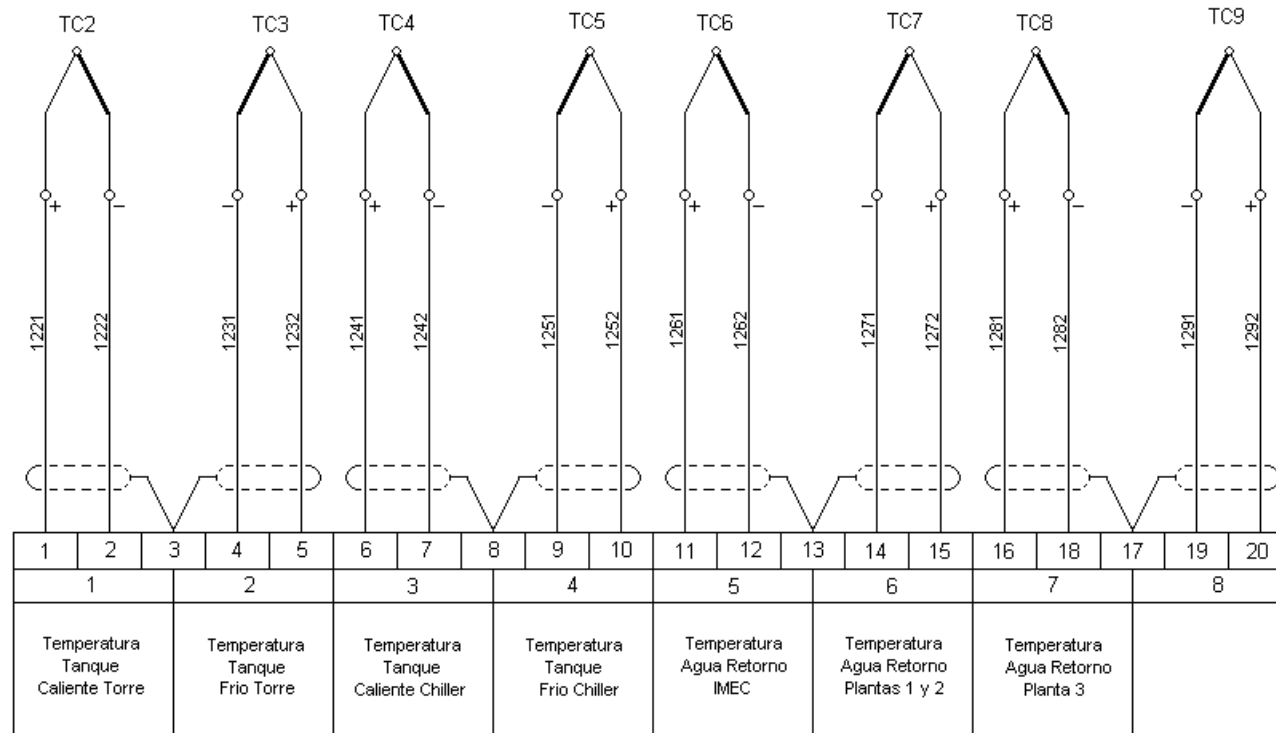 TC2 TC3 TC4 TC5 TC6 TC7 TC8 TC9
+ − − + + − − + + − − + + − − +
1221 1222 1231 1232 1241 1242 1251 1252 1261 1262 1271 1272 1281 1282 1291 1292
1 2 3 4 5 6 7 8 9 10 11 12 13 14 15 16 18 17 19 20
1 2 3 4 5 6 7 8
Temperatura
Tanque
Caliente Torre
Temperatura
Tanque
Frio Torre
Temperatura
Tanque
Caliente Chiller
Temperatura
Tanque
Frio Chiller
Temperatura
Agua Retorno
IMEC
Temperatura
Agua Retorno
Plantas 1 y 2
Temperatura
Agua Retorno
Planta 3